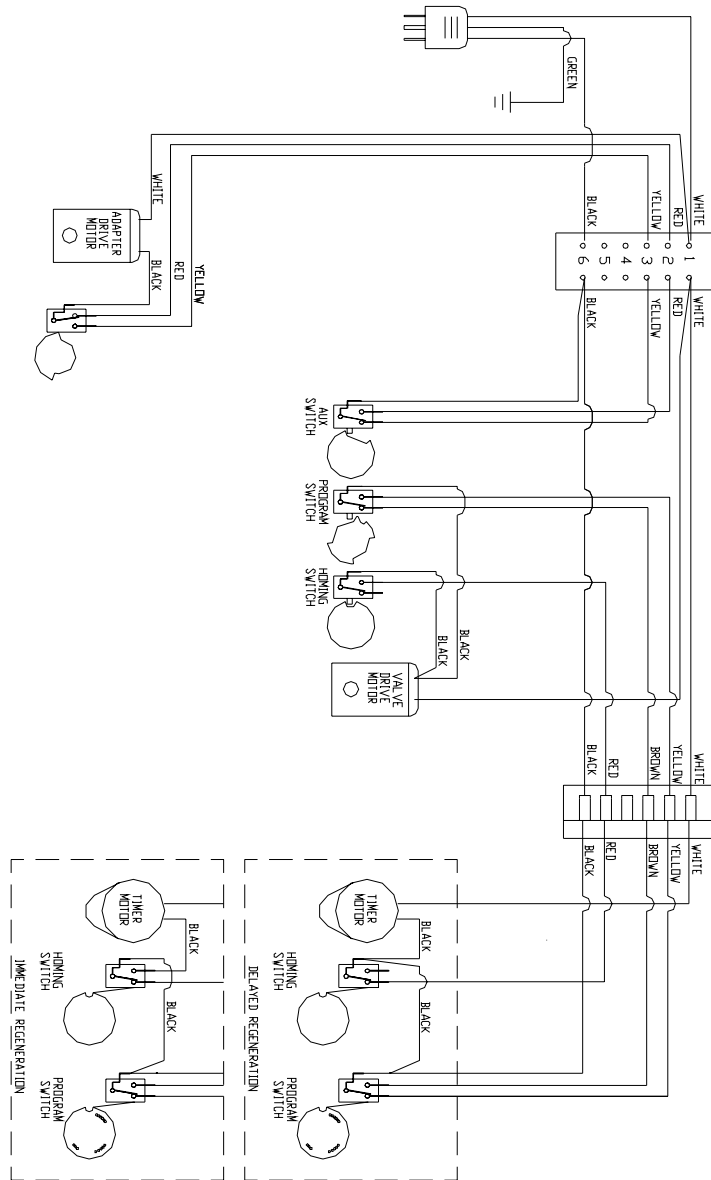 GREEN
WHITE
ADAPTER
DRIVE
MOTOR
BLACK
RED
YELLOW
BLACK
YELLOW
RED
WHITE
6
5
4
3
2
1
BLACK
YELLOW
RED
WHITE
AUX
SWITCH
PROGRAM
SWITCH
HOMING
SWITCH
BLACK
BLACK
VALVE
DRIVE
MOTOR
BLACK
RED
BROWN
YELLOW
WHITE
BLACK
RED
BROWN
YELLOW
WHITE
TIMER
MOTOR
BLACK
HOMING
SWITCH
BLACK
PROGRAM
SWITCH
DELAYED REGENERATION
TIMER
MOTOR
BLACK
HOMING
SWITCH
BLACK
PROGRAM
SWITCH
IMMEDIATE REGENERATION